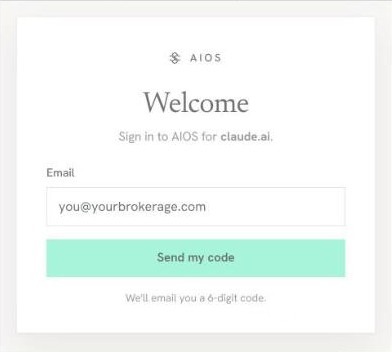 AIOS
Welcome
Sign in to AIOS for claude.ai.
Email
you@yourbrokerage.com
Send my code
We'll email you a 6-digit code.